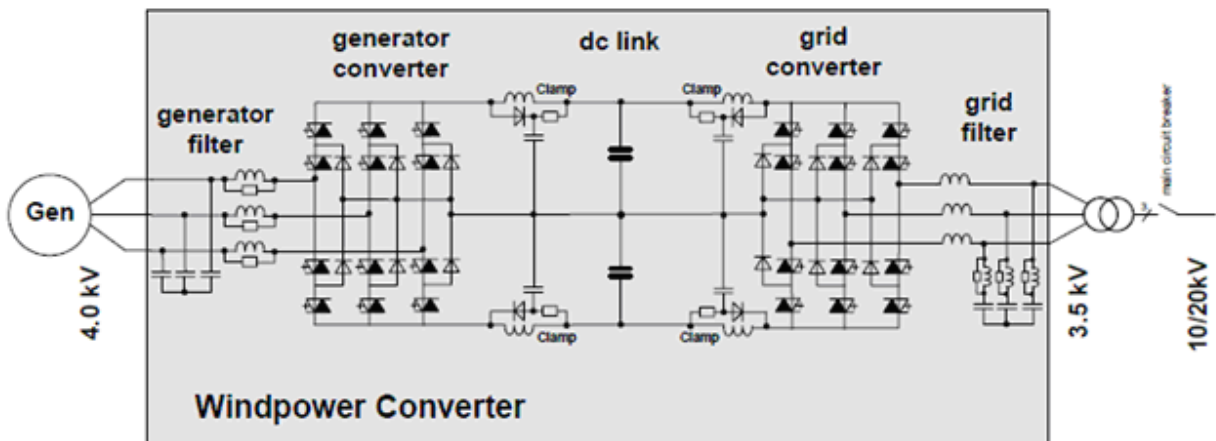 generator
converter
dc link
grid
converter
Clamp
Clamp
generator
filter
grid
filter
main circuit breaker
Gen
3
4.0 kV
3.5 kV
10/20kV
Clamp
Clamp
Windpower Converter